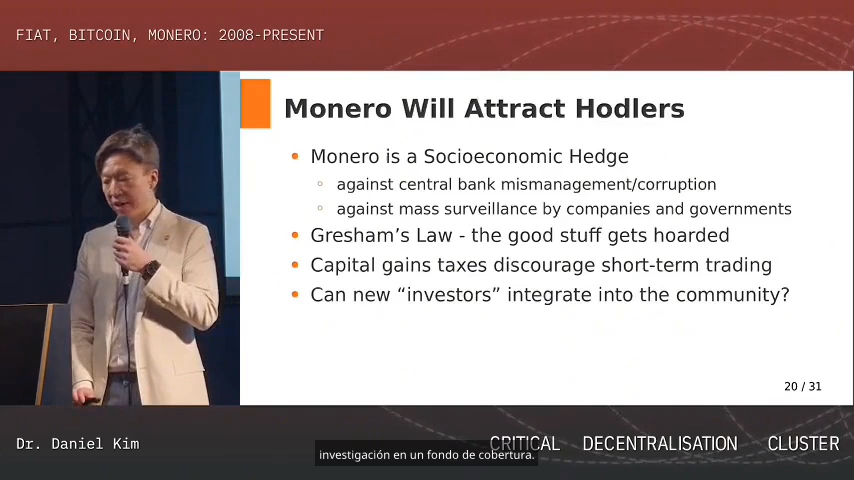 FIAT, BITCOIN, MONERO: 2008-PRESENT
Monero Will Attract Hodlers
Monero is a Socioeconomic Hedge
against central bank mismanagement/corruption
against mass surveillance by companies and governments
Gresham’s Law - the good stuff gets hoarded
Capital gains taxes discourage short-term trading
Can new “investors” integrate into the community?
20 / 31
Dr. Daniel Kim
CRITICAL DECENTRALISATION CLUSTER
investigación en un fondo de cobertura.